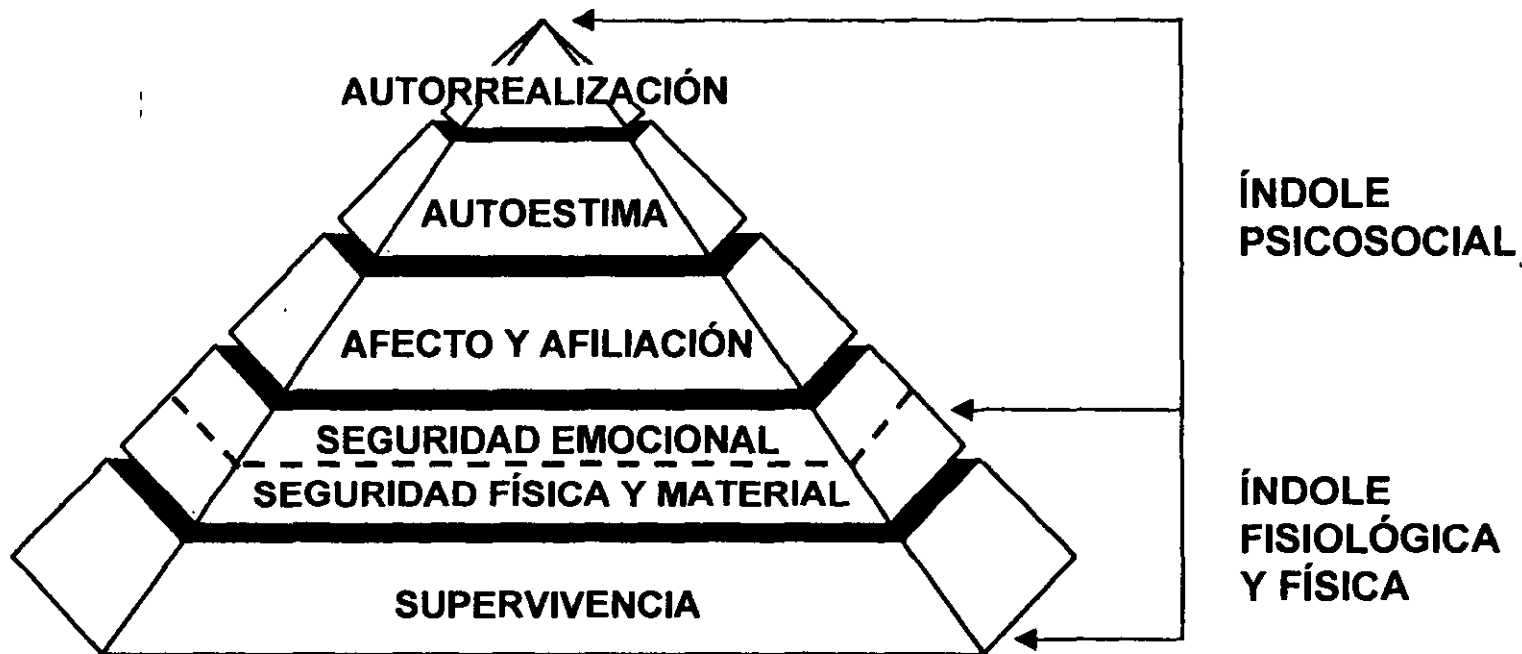 AUTORREALIZACIÓN
AUTOESTIMA
AFECTO Y AFILIACIÓN
SEGURIDAD EMOCIONAL
SEGURIDAD FÍSICA Y MATERIAL
SUPERVIVENCIA
ÍNDOLE
PSICOSOCIAL
ÍNDOLE
FISIOLÓGICA
Y FÍSICA